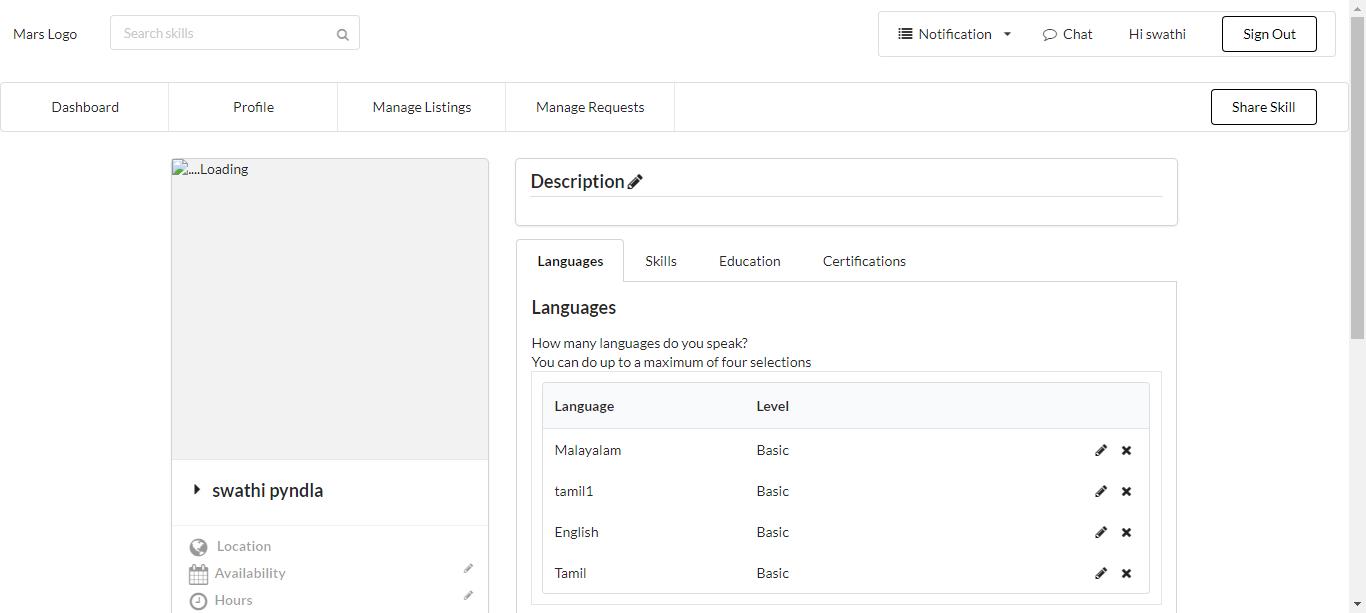 Mars Logo
Search skills
Notification
Chat
Hi swathi
Sign Out
Dashboard
Profile
Manage Listings
Manage Requests
Share Skill
....Loading
swathi pyndla
Location
Availability
Hours
Description
Languages
Skills
Education
Certifications
Languages
How many languages do you speak?
You can do up to a maximum of four selections
Language Level
Malayalam Basic
tamil1 Basic
English Basic
Tamil Basic